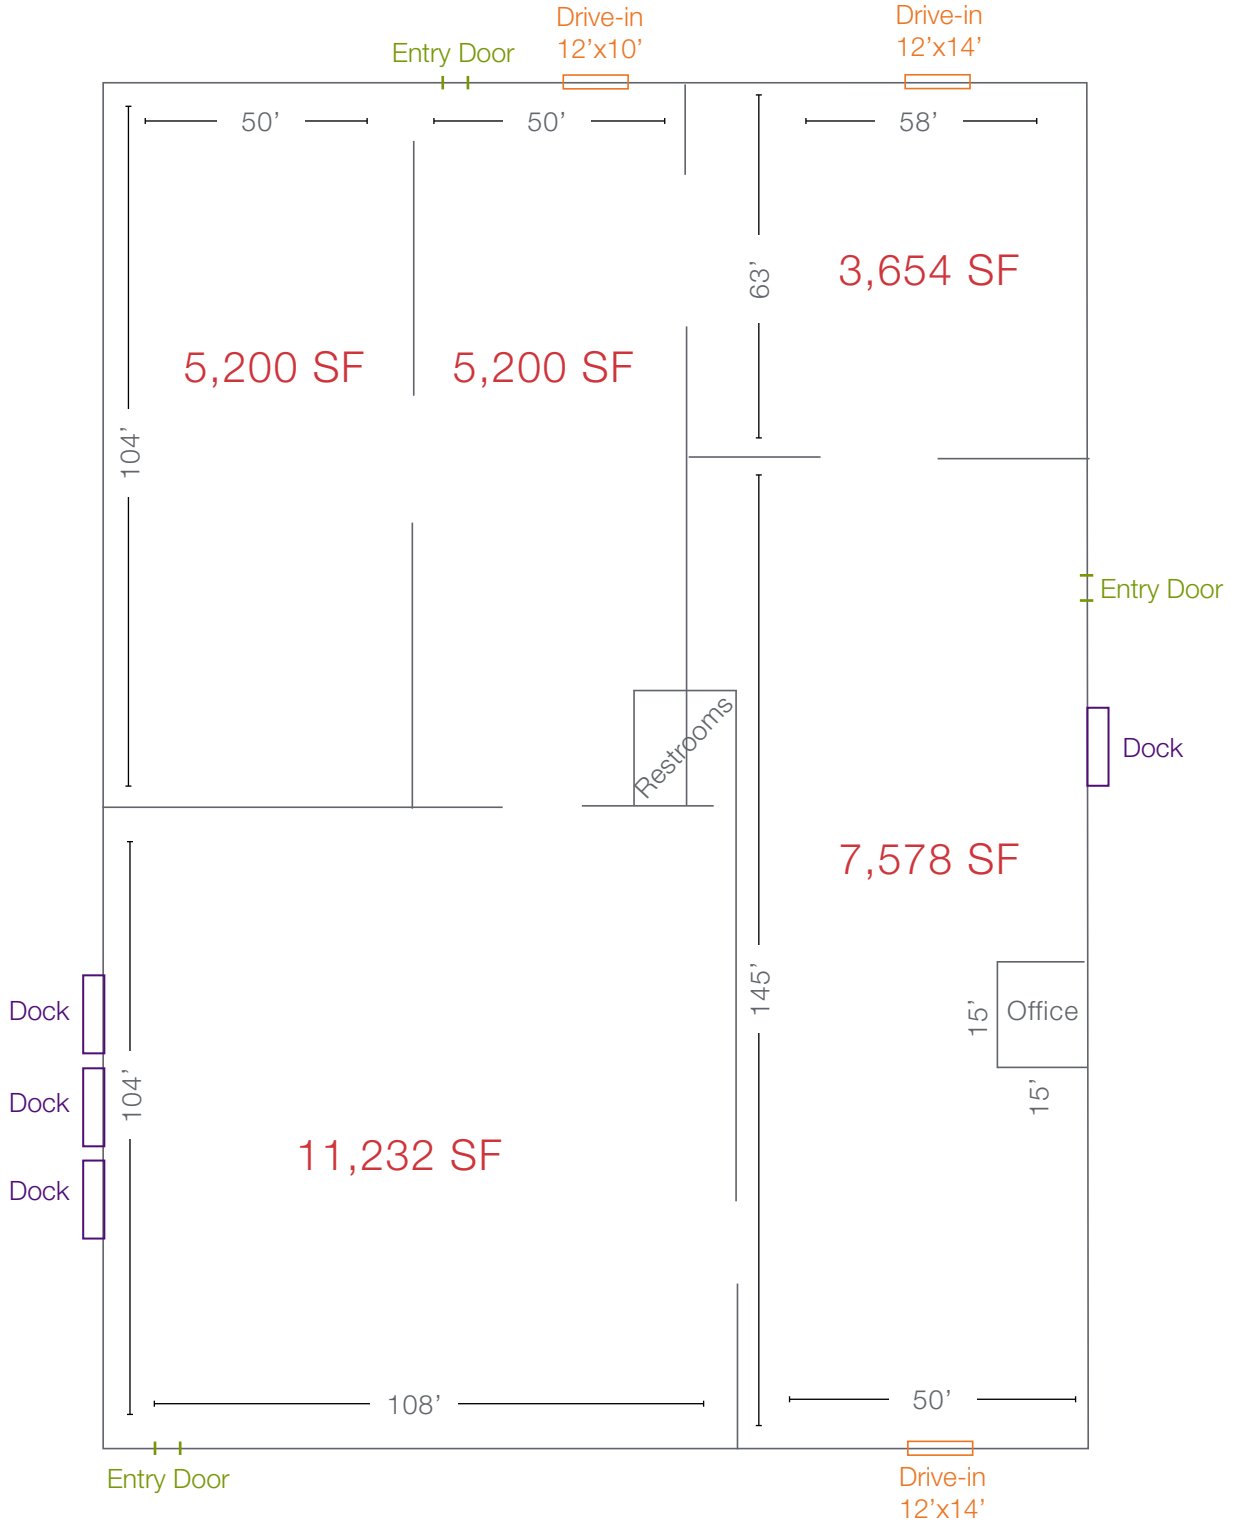 Drive-in
12’x10’
Drive-in
12’x14’
Entry Door
50’
50’
58’
63’
3,654 SF
5,200 SF
5,200 SF
104’
Entry Door
Restrooms
Dock
7,578 SF
145’
Dock
15’
Office
Dock
104’
15’
11,232 SF
Dock
108’
50’
Entry Door
Drive-in
12’x14’